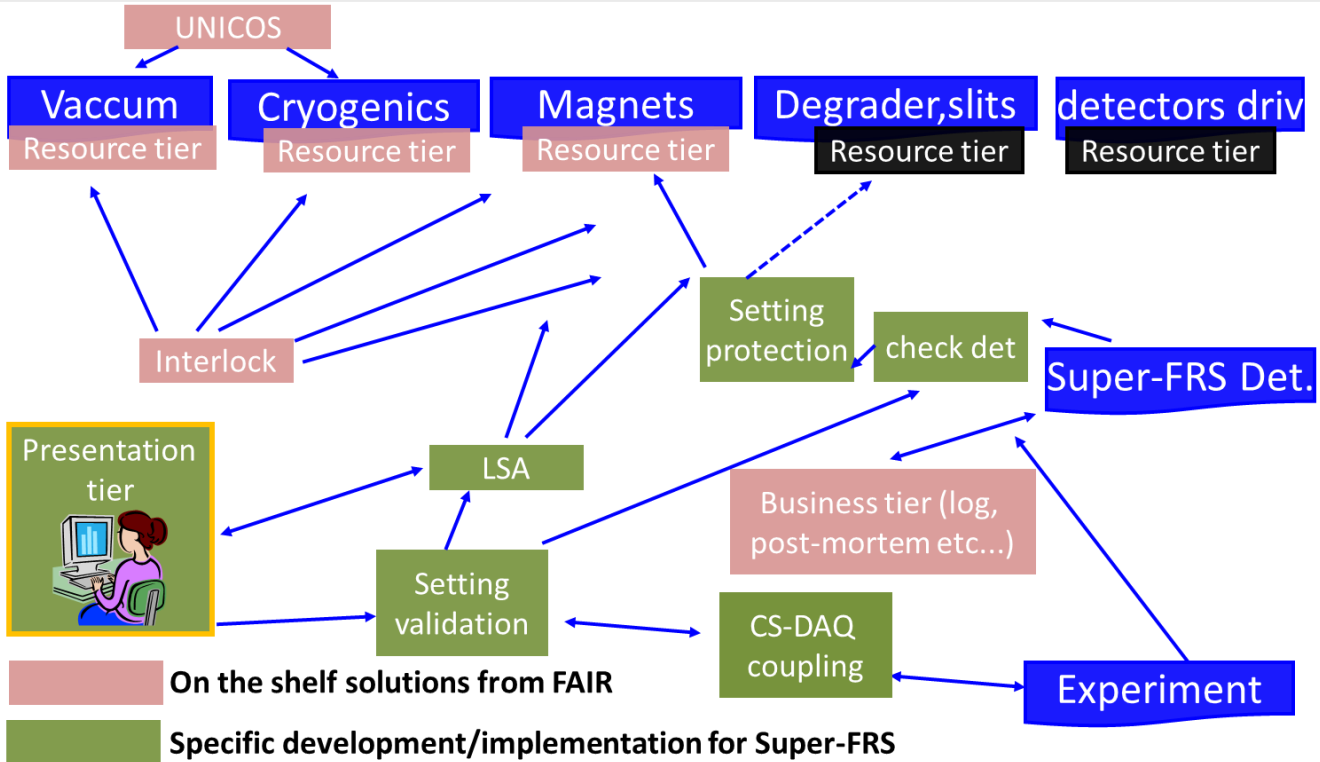 UNICOS
Vaccum
Cryogenics
Magnets
Degrader,slits
detectors driv
Resource tier
Resource tier
Resource tier
Resource tier
Resource tier
Setting
protection
check det
Interlock
Super-FRS Det.
Presentation
tier
LSA
Business tier (log,
post-mortem etc...)
Setting
validation
CS-DAQ
coupling
Experiment
On the shelf solutions from FAIR
Specific development/implementation for Super-FRS